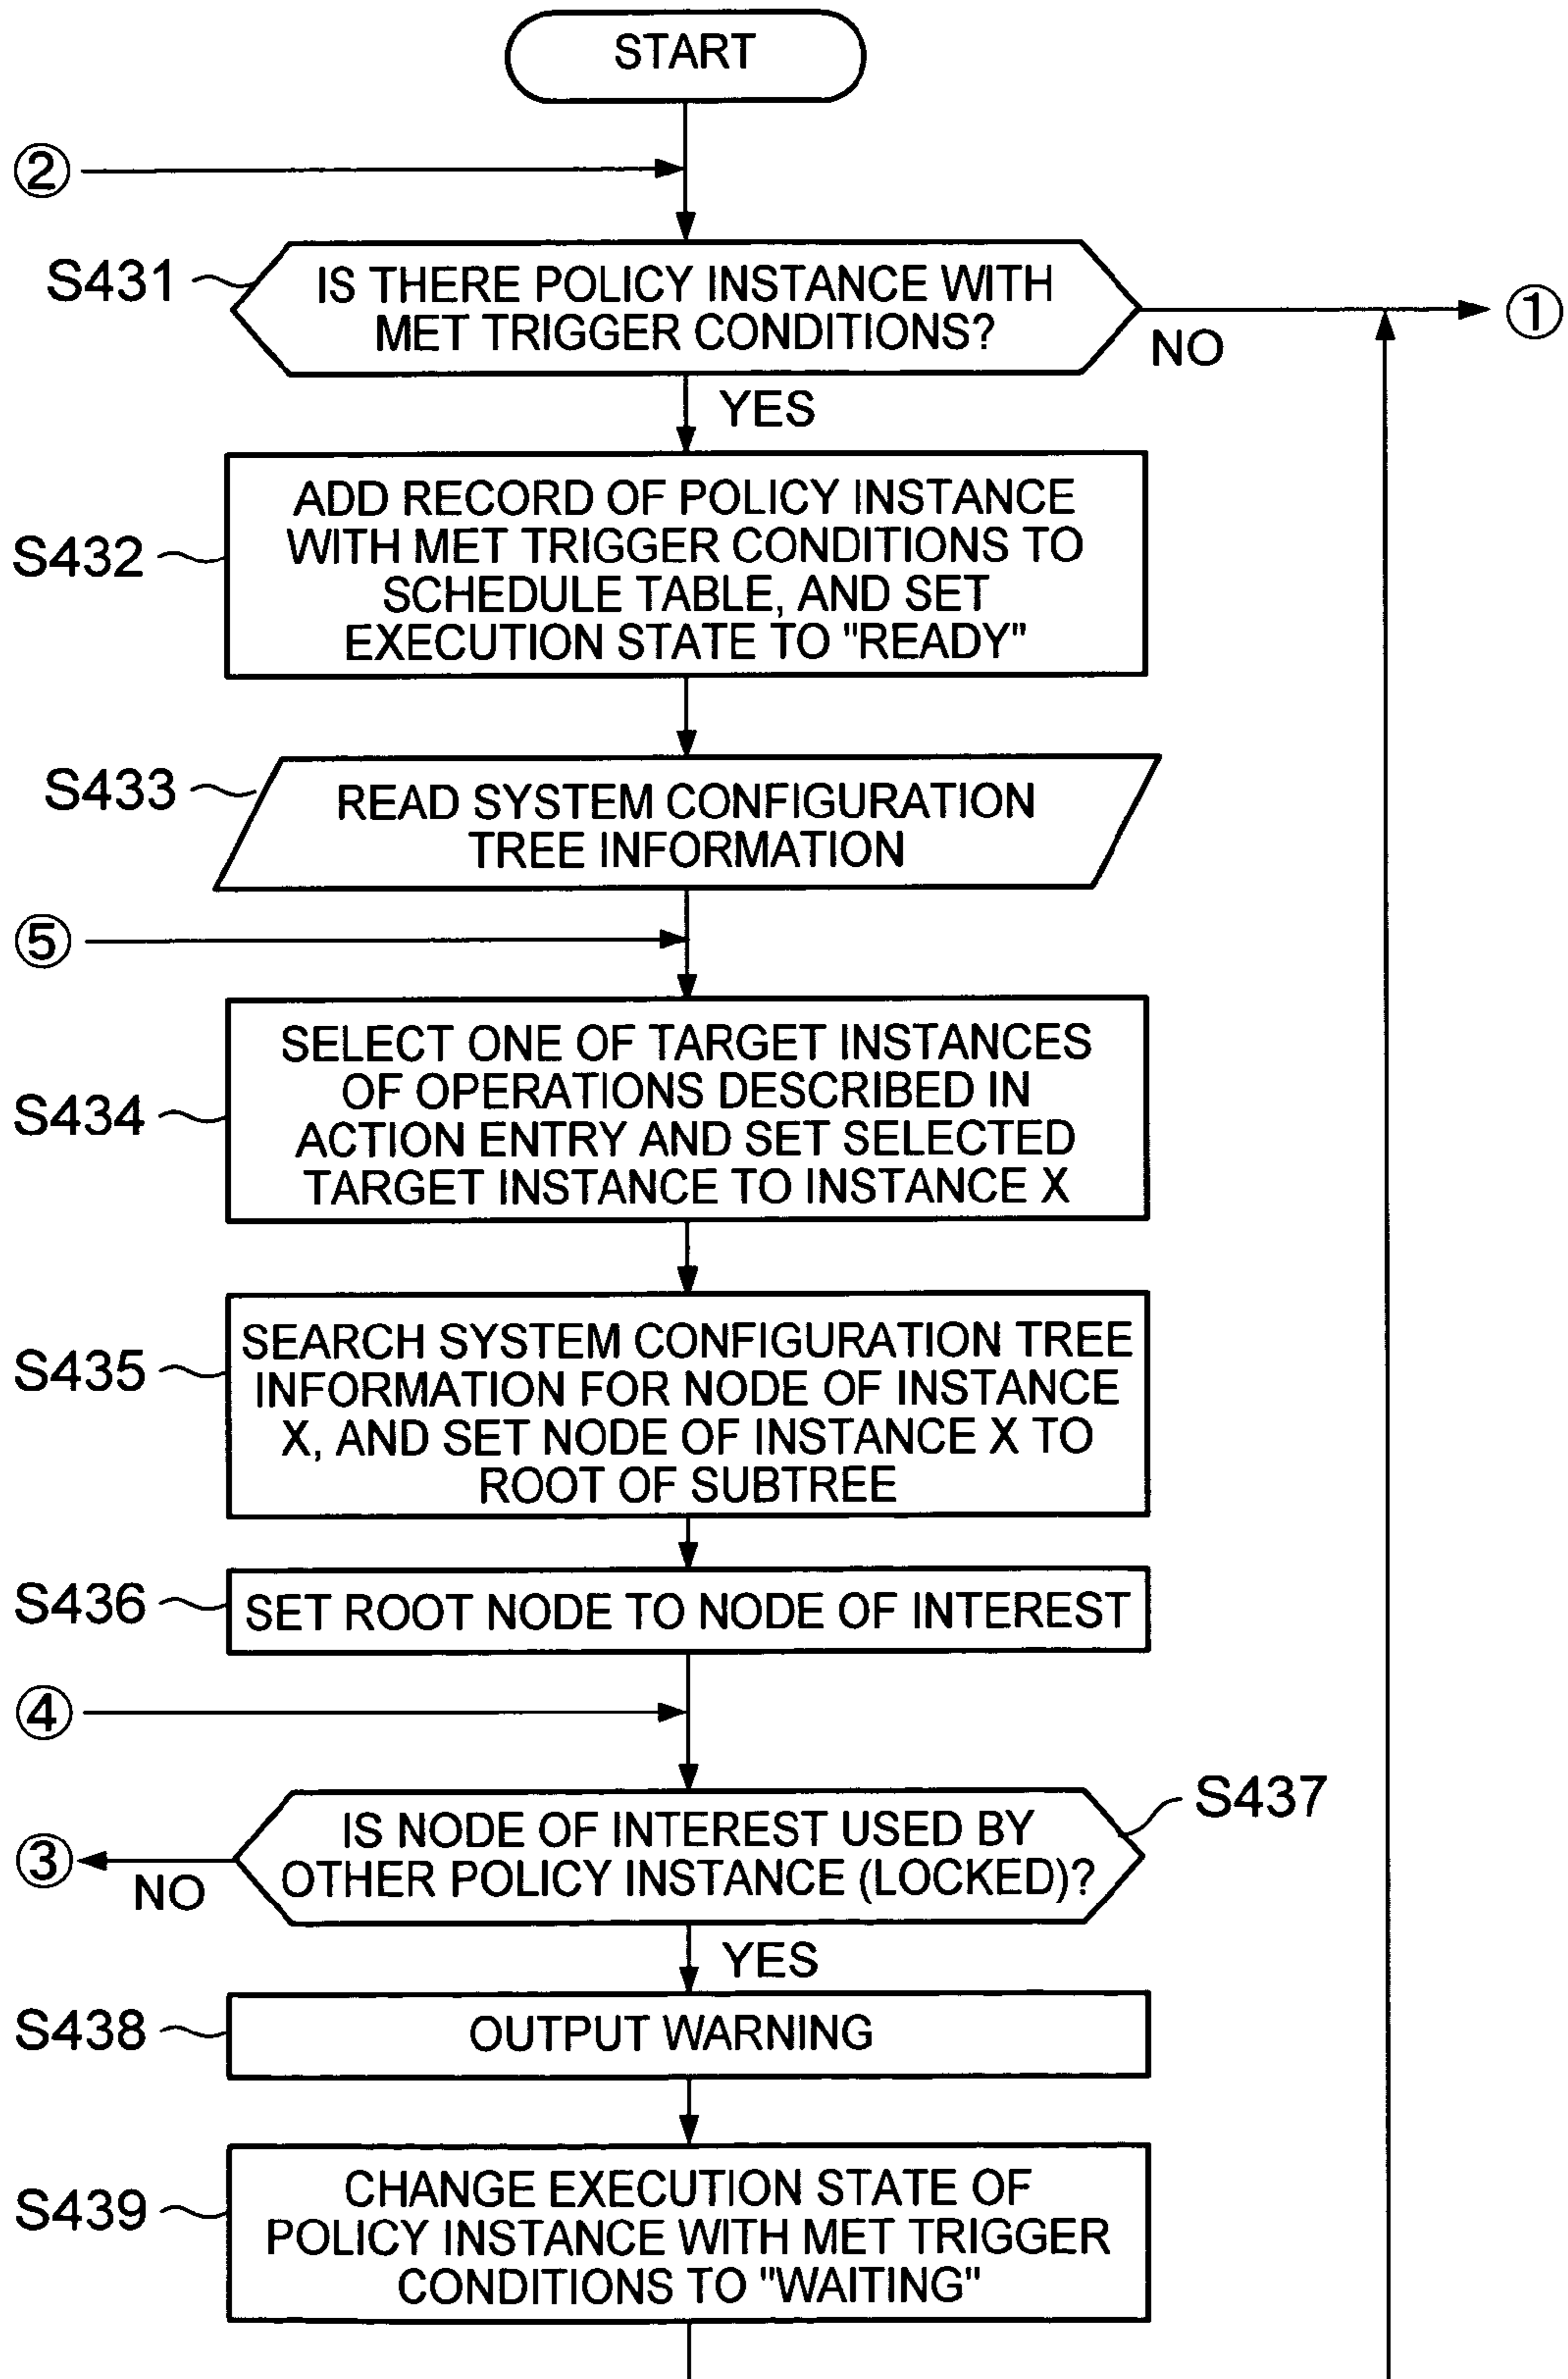 START
②
S431
IS THERE POLICY INSTANCE WITH
MET TRIGGER CONDITIONS?
①
NO
YES
S432
ADD RECORD OF POLICY INSTANCE
WITH MET TRIGGER CONDITIONS TO
SCHEDULE TABLE, AND SET
EXECUTION STATE TO "READY"
S433
READ SYSTEM CONFIGURATION
TREE INFORMATION
⑤
S434
SELECT ONE OF TARGET INSTANCES
OF OPERATIONS DESCRIBED IN
ACTION ENTRY AND SET SELECTED
TARGET INSTANCE TO INSTANCE X
S435
SEARCH SYSTEM CONFIGURATION TREE
INFORMATION FOR NODE OF INSTANCE
X, AND SET NODE OF INSTANCE X TO
ROOT OF SUBTREE
S436
SET ROOT NODE TO NODE OF INTEREST
④
S437
IS NODE OF INTEREST USED BY
OTHER POLICY INSTANCE (LOCKED)?
③
NO
YES
S438
OUTPUT WARNING
S439
CHANGE EXECUTION STATE OF
POLICY INSTANCE WITH MET TRIGGER
CONDITIONS TO "WAITING"